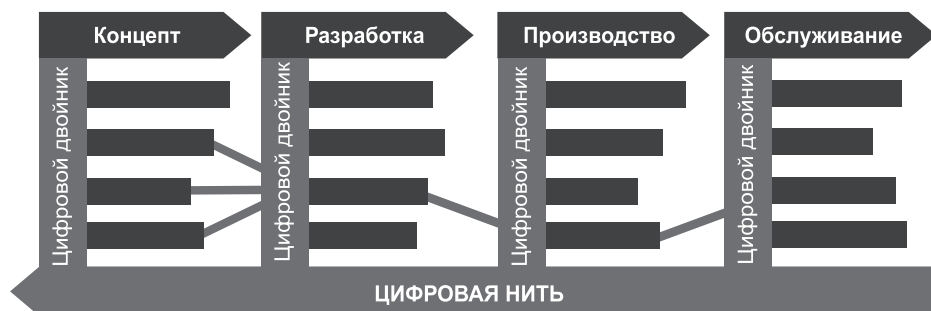 Концепт
Разработка
Производство
Обслуживание
Цифровой двойник
Цифровой двойник
Цифровой двойник
Цифровой двойник
ЦИФРОВАЯ НИТЬ